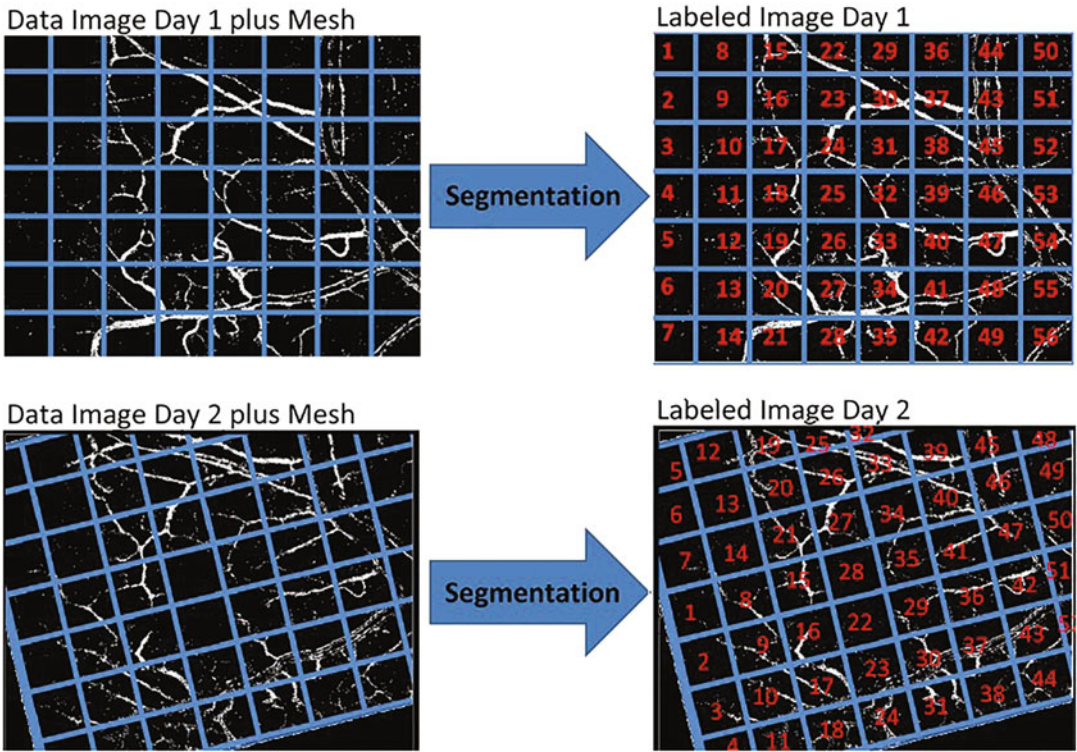 Data Image Day 1 plus Mesh
Labeled Image Day 1
1 8 15 22 29 36 44 50
2 9 16 23 30 37 43 51
3 10 17 24 31 38 45 52
Segmentation
4 11 18 25 32 39 46 53
5 12 19 26 33 40 47 54
6 13 20 27 34 41 48 55
7 14 21 28 35 42 49 56
Data Image Day 2 plus Mesh
Labeled Image Day 2
5 12 19 25 32 39 45 48
6 13 20 26 33 40 46 49
7 14 21 27 34 41 47 50
Segmentation
1 8 15 28 35 36 42 51
2 9 16 22 29 37 43
3 10 17 23 30 38 44
4 11 18 24 31